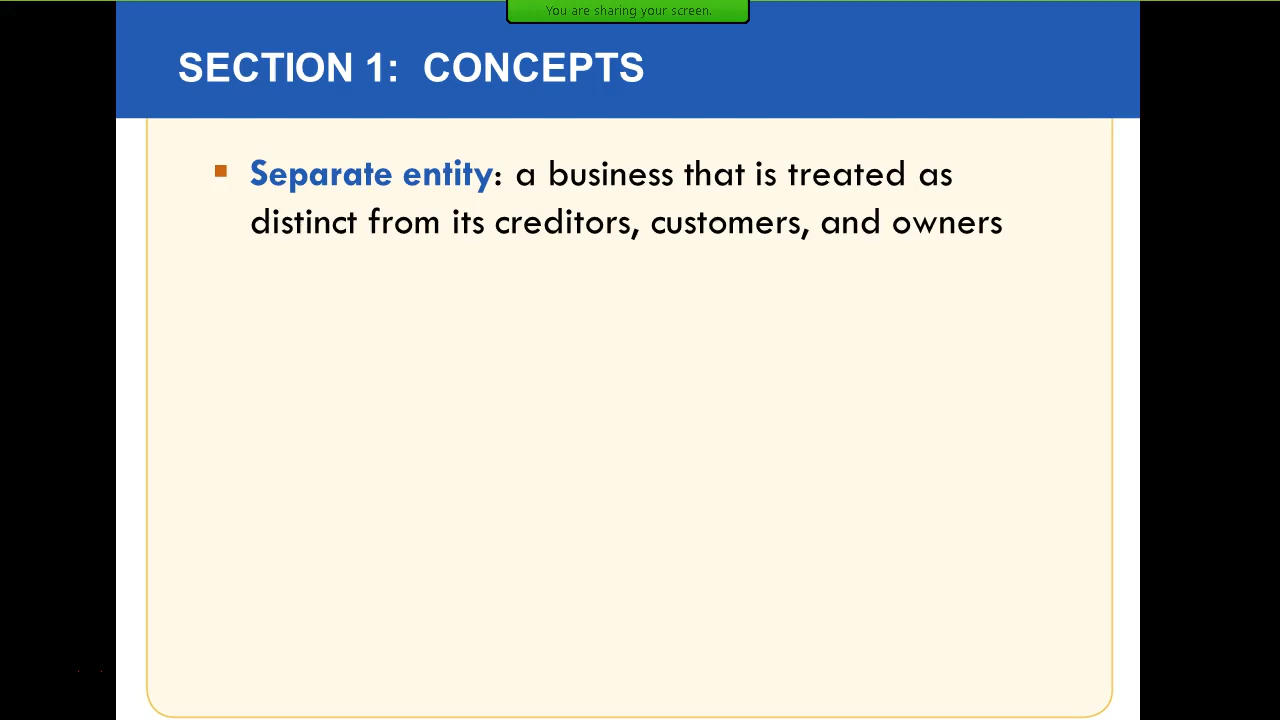 You are sharing your screen.
SECTION 1: CONCEPTS
Separate entity: a business that is treated as
distinct from its creditors, customers, and owners